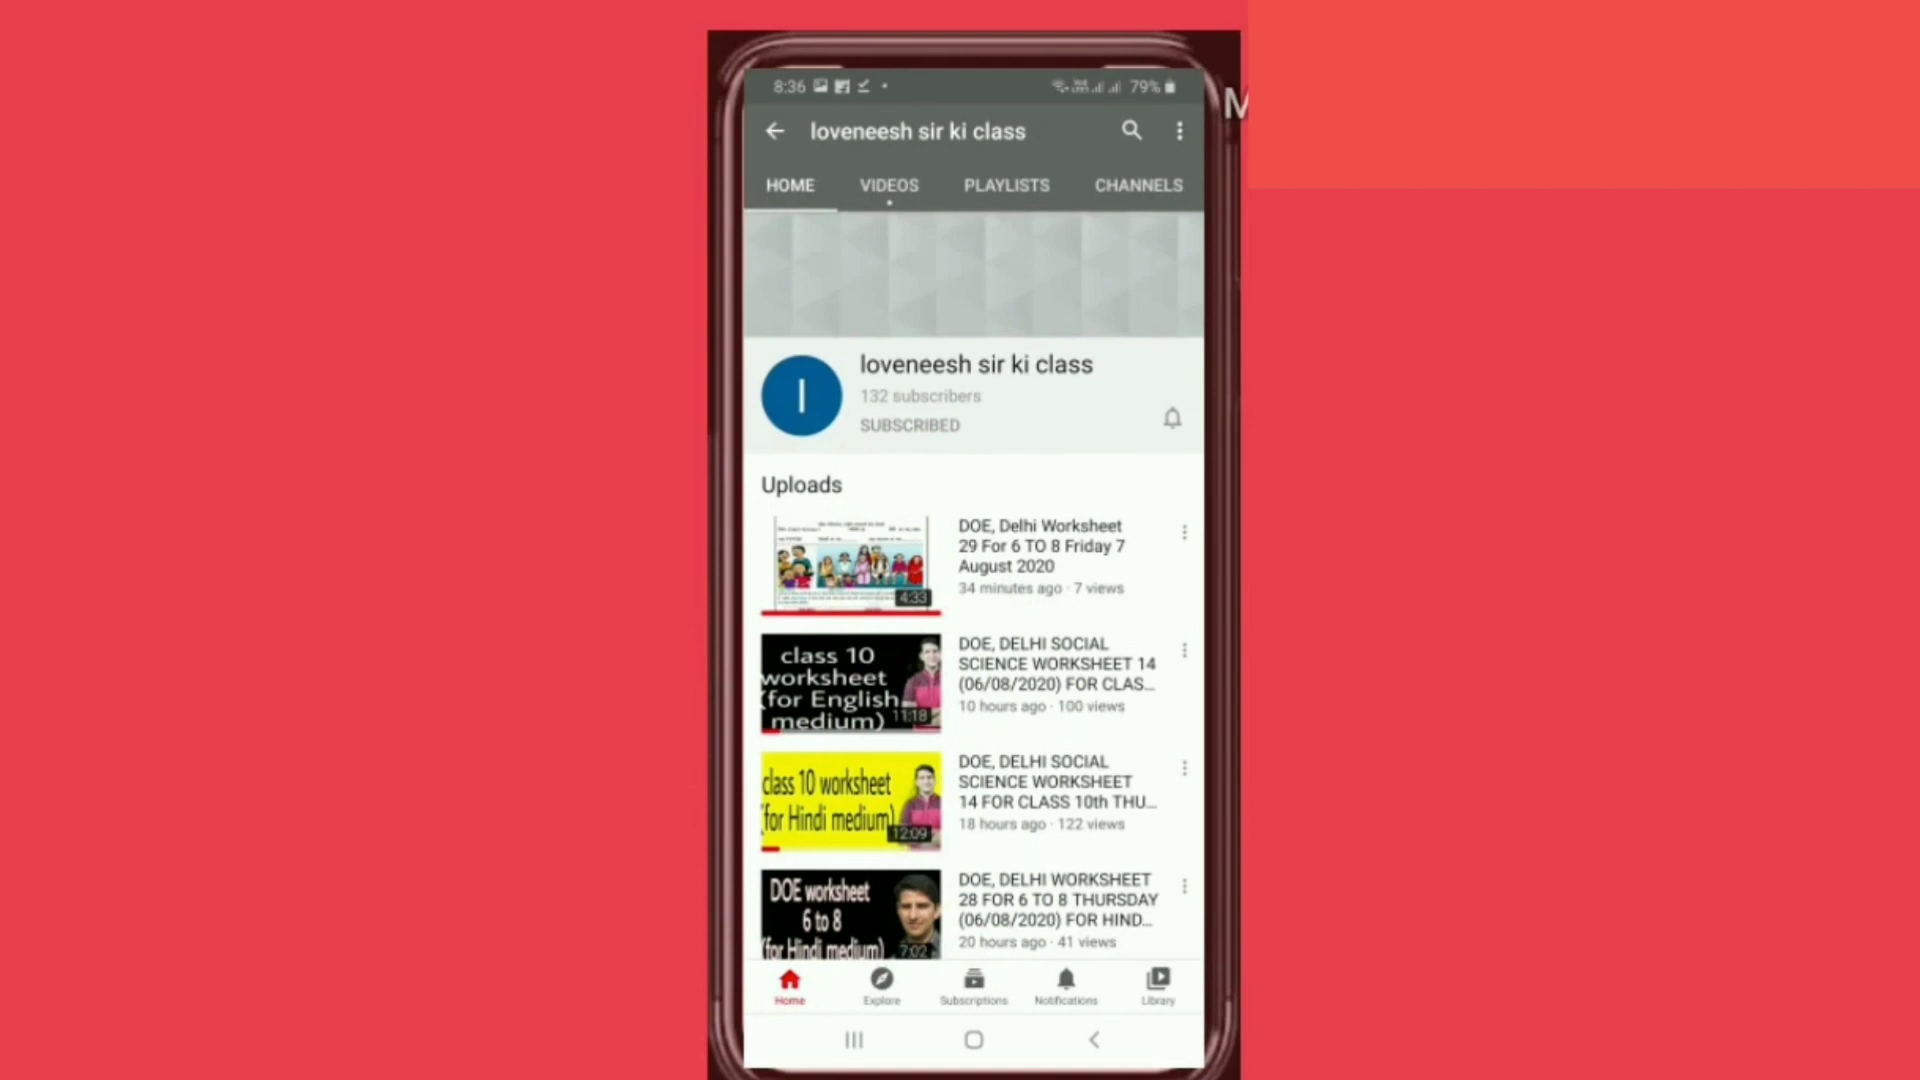 8:36
79%
M
loveneesh sir ki class
HOME VIDEOS PLAYLISTS CHANNELS
l
loveneesh sir ki class
132 subscribers
SUBSCRIBED
Uploads
4:33
DOE, Delhi Worksheet
29 For 6 TO 8 Friday 7
August 2020
34 minutes ago · 7 views
class 10
worksheet
(for English
medium)
11:18
DOE, DELHI SOCIAL
SCIENCE WORKSHEET 14
(06/08/2020) FOR CLAS...
10 hours ago · 100 views
class 10 worksheet
(for Hindi medium)
12:09
DOE, DELHI SOCIAL
SCIENCE WORKSHEET
14 FOR CLASS 10th THU...
18 hours ago · 122 views
DOE worksheet
6 to 8
(for Hindi medium)
7:02
DOE, DELHI WORKSHEET
28 FOR 6 TO 8 THURSDAY
(06/08/2020) FOR HIND...
20 hours ago · 41 views
Home Explore Subscriptions Notifications Library